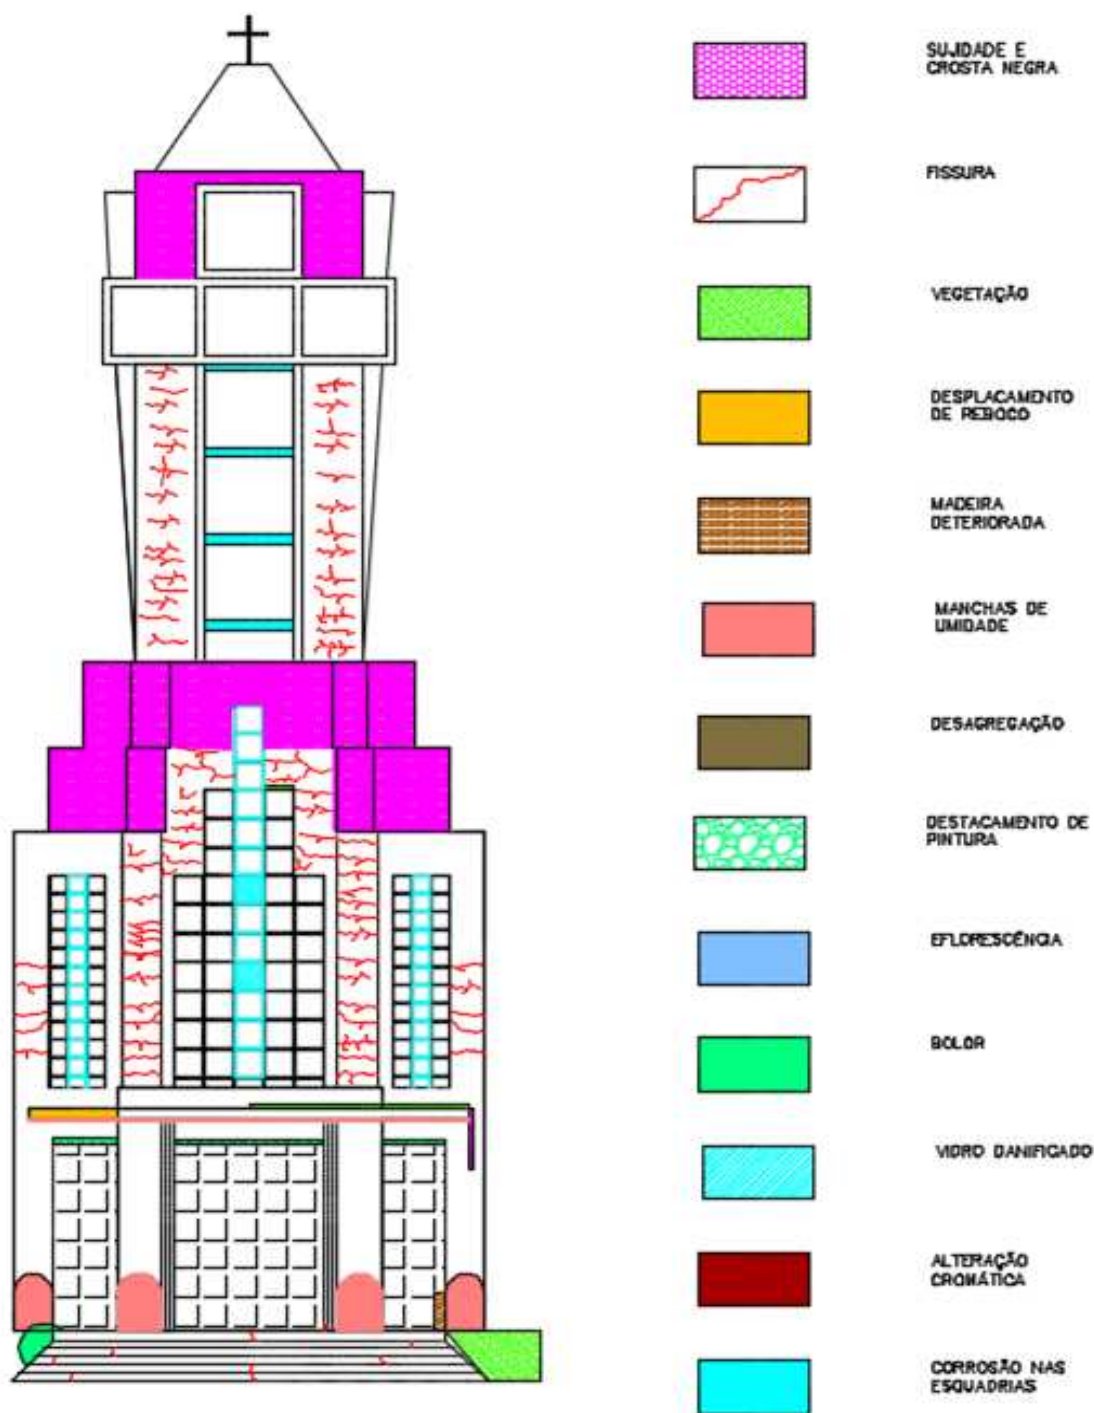 SUJIDADE E
CROSTA NEGRA
FISSURA
VEGETAÇÃO
DESPLACAMENTO
DE REBOCO
MADEIRA
DETERIORADA
MANCHAS DE
UMIDADE
DESAGREGAÇÃO
DESTACAMENTO DE
PINTURA
EFLORESCÊNCIA
BOLOR
VIDRO DANIFICADO
ALTERAÇÃO
CROMÁTICA
CORROSÃO NAS
ESQUADRIAS